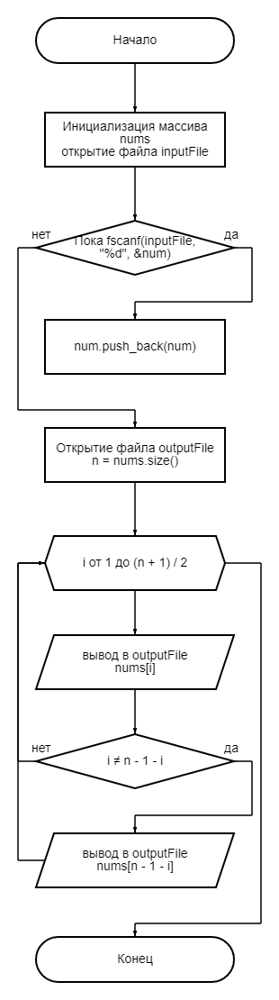 Начало
Инициализация массива
nums
открытие файла inputFile
нет
да
Пока fscanf(inputFile,
"%d", &num)
num.push_back(num)
Открытие файла outputFile
n = nums.size()
i от 1 до (n + 1) / 2
вывод в outputFile
nums[i]
нет
да
i ≠ n - 1 - i
вывод в outputFile
nums[n - 1 - i]
Конец